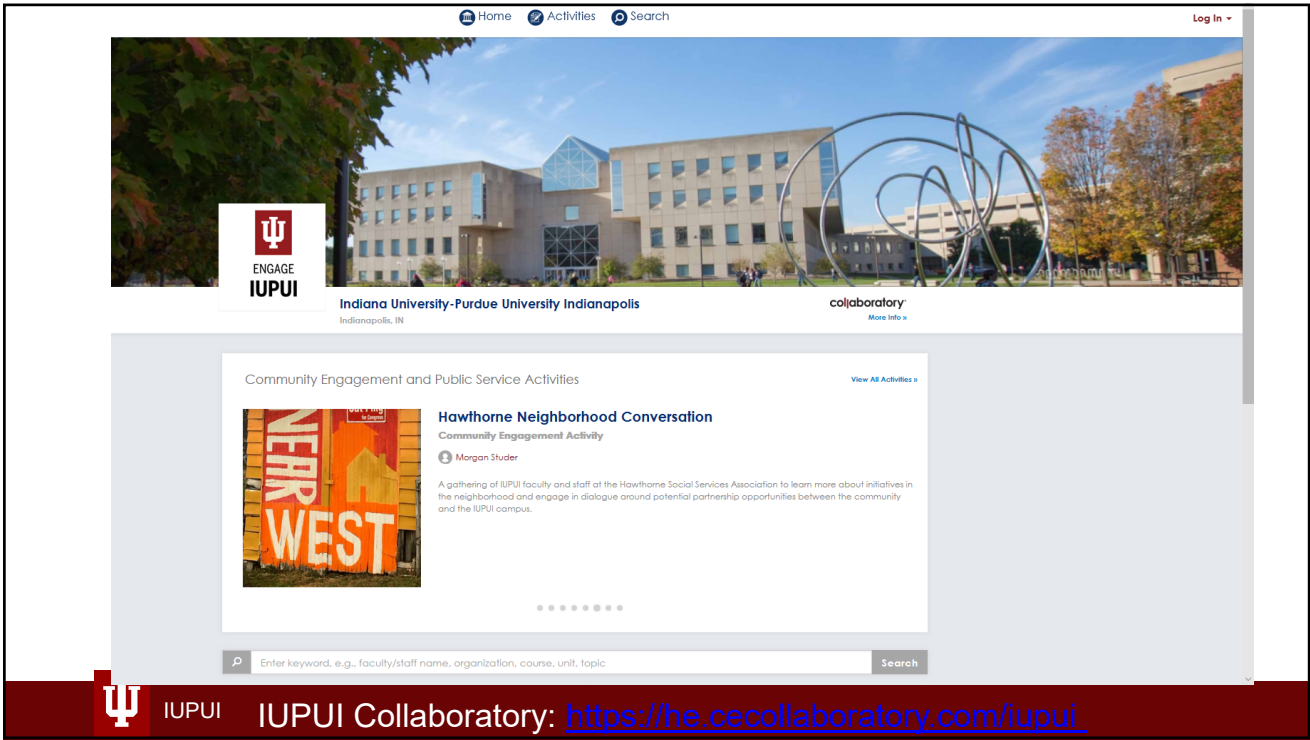 Home Activities Search
Log In
ENGAGE
IUPUI
Indiana University-Purdue University Indianapolis
Indianapolis, IN
collaboratory
More Info »
Community Engagement and Public Service Activities
View All Activities »
NEAR
WEST
for Congress
Hawthorne Neighborhood Conversation
Community Engagement Activity
Morgan Studer
A gathering of IUPUI faculty and staff at the Hawthorne Social Services Association to learn more about initiatives in
the neighborhood and engage in dialogue around potential partnership opportunities between the community
and the IUPUI campus.
Enter keyword, e.g., faculty/staff name, organization, course, unit, topic
Search
IUPUI
IUPUI Collaboratory: https://he.cecollaboratory.com/iupui